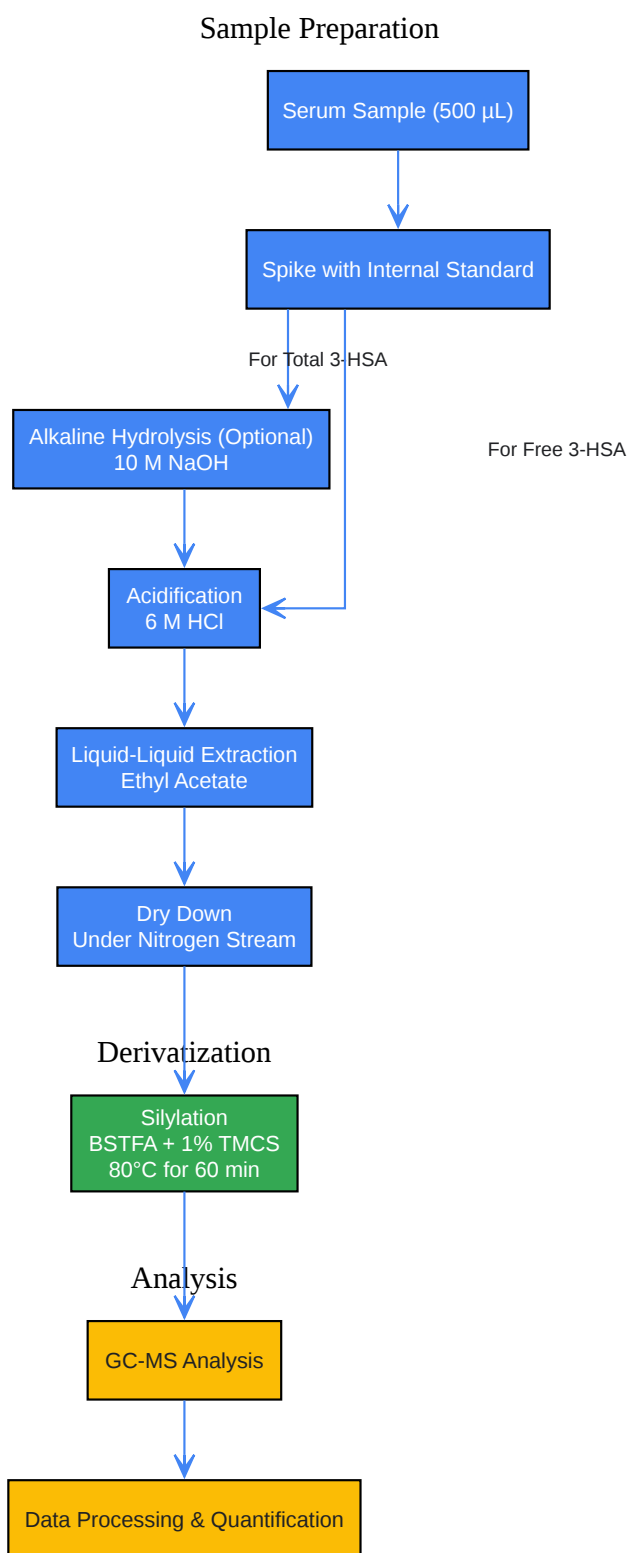 Sample Preparation
Serum Sample (500 µL)
Spike with Internal Standard
For Total 3-HSA
Alkaline Hydrolysis (Optional)
10 M NaOH
For Free 3-HSA
Acidification
6 M HCl
Liquid-Liquid Extraction
Ethyl Acetate
Dry Down
Under Nitrogen Stream
Derivatization
Silylation
BSTFA + 1% TMCS
80°C for 60 min
Analysis
GC-MS Analysis
Data Processing & Quantification